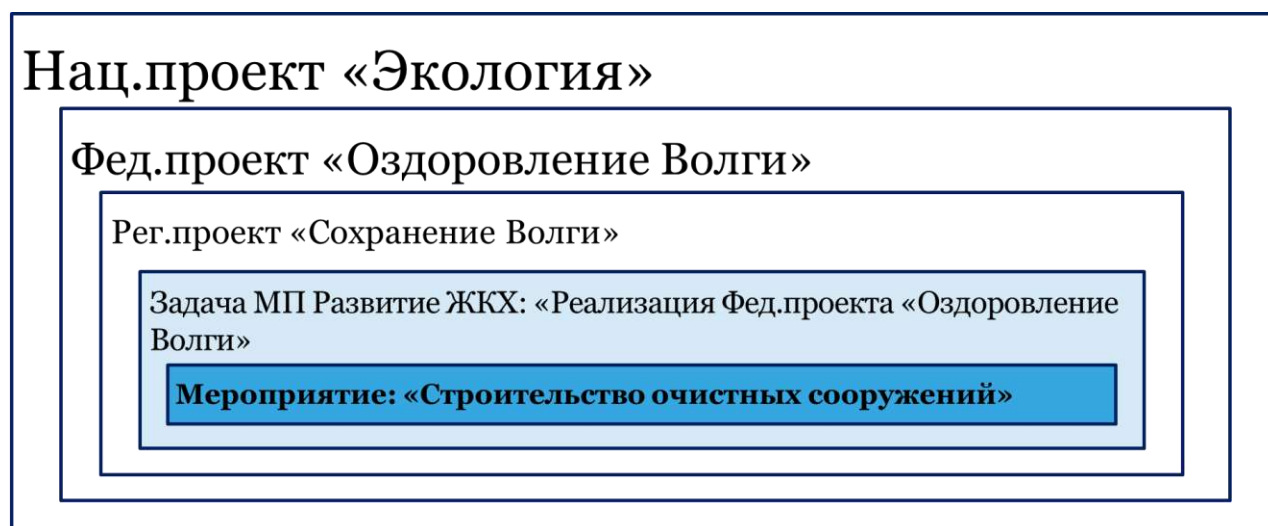 Нац.проект «Экология»
Фед.проект «Оздоровление Волги»
Рег.проект «Сохранение Волги»
Задача МП Развитие ЖКХ: «Реализация Фед.проекта «Оздоровление
Волги»
Мероприятие: «Строительство очистных сооружений»